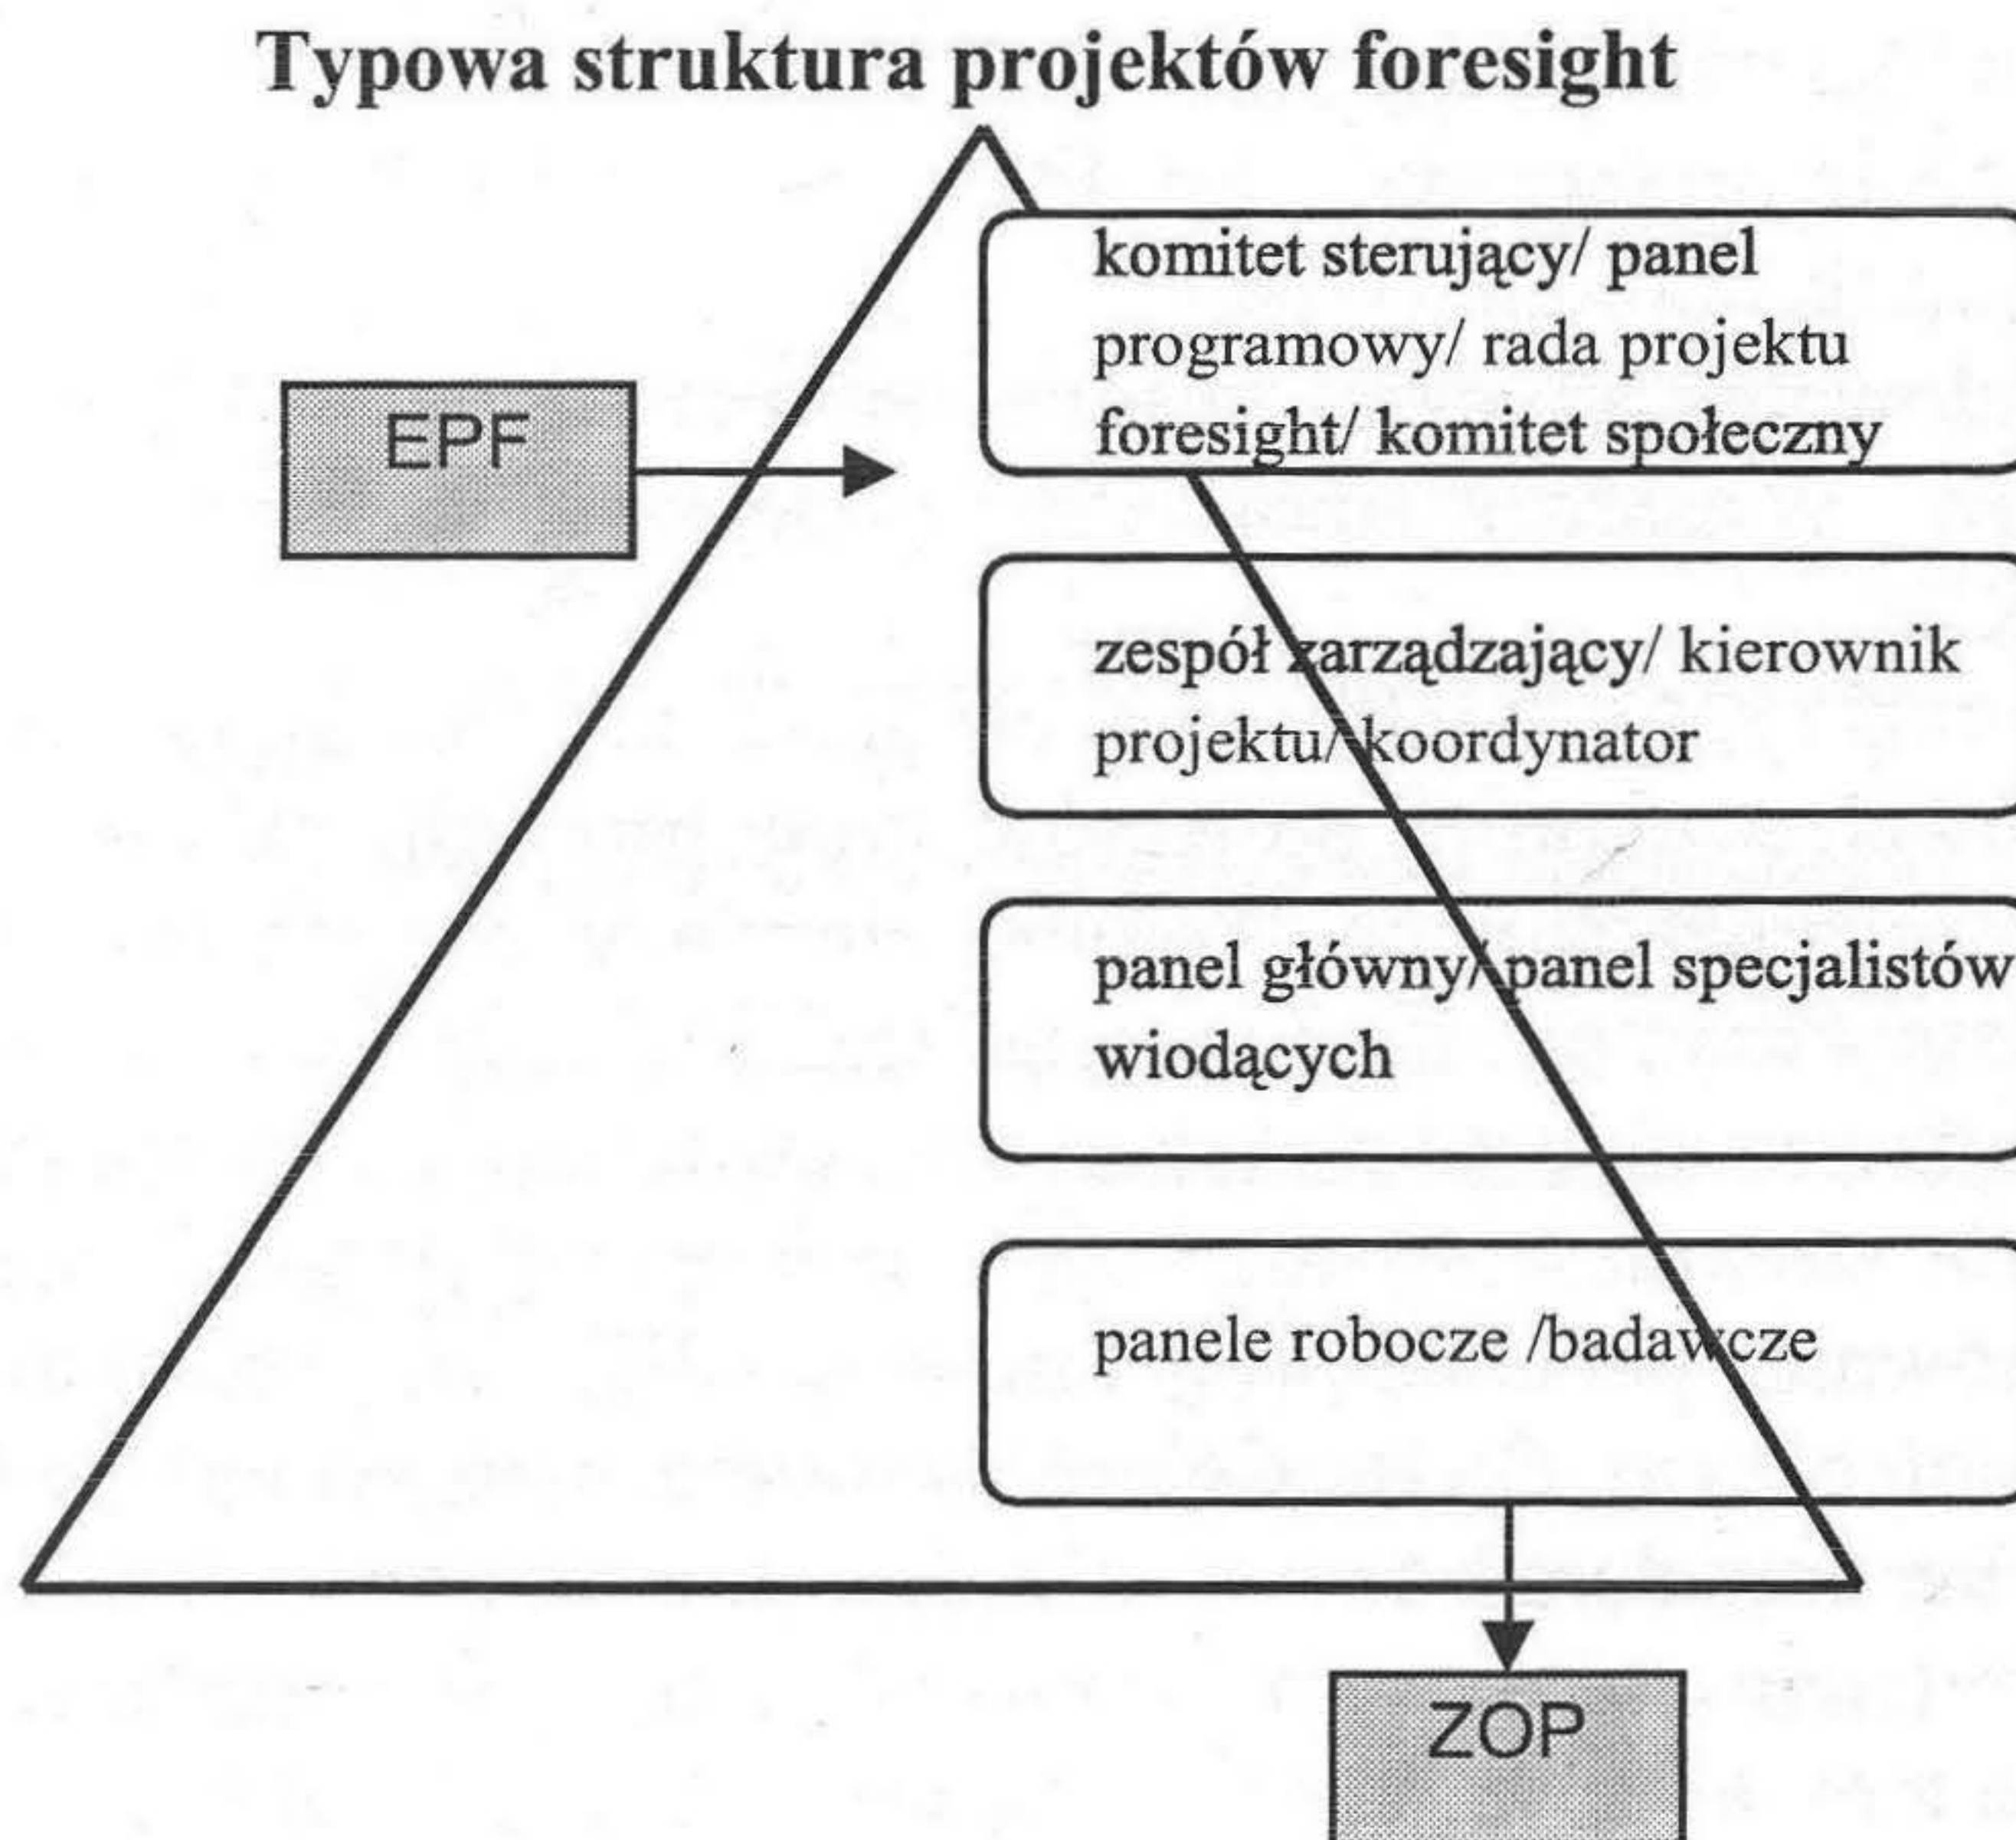 Typowa struktura projektów foresight
komitet sterujący/ panel
programowy/ rada projektu
foresight/ komitet społeczny
EPF
zespół zarządzający/ kierownik
projektu/ koordynator
panel główny/ panel specjalistów
wiodących
panele robocze /badawcze
ZOP